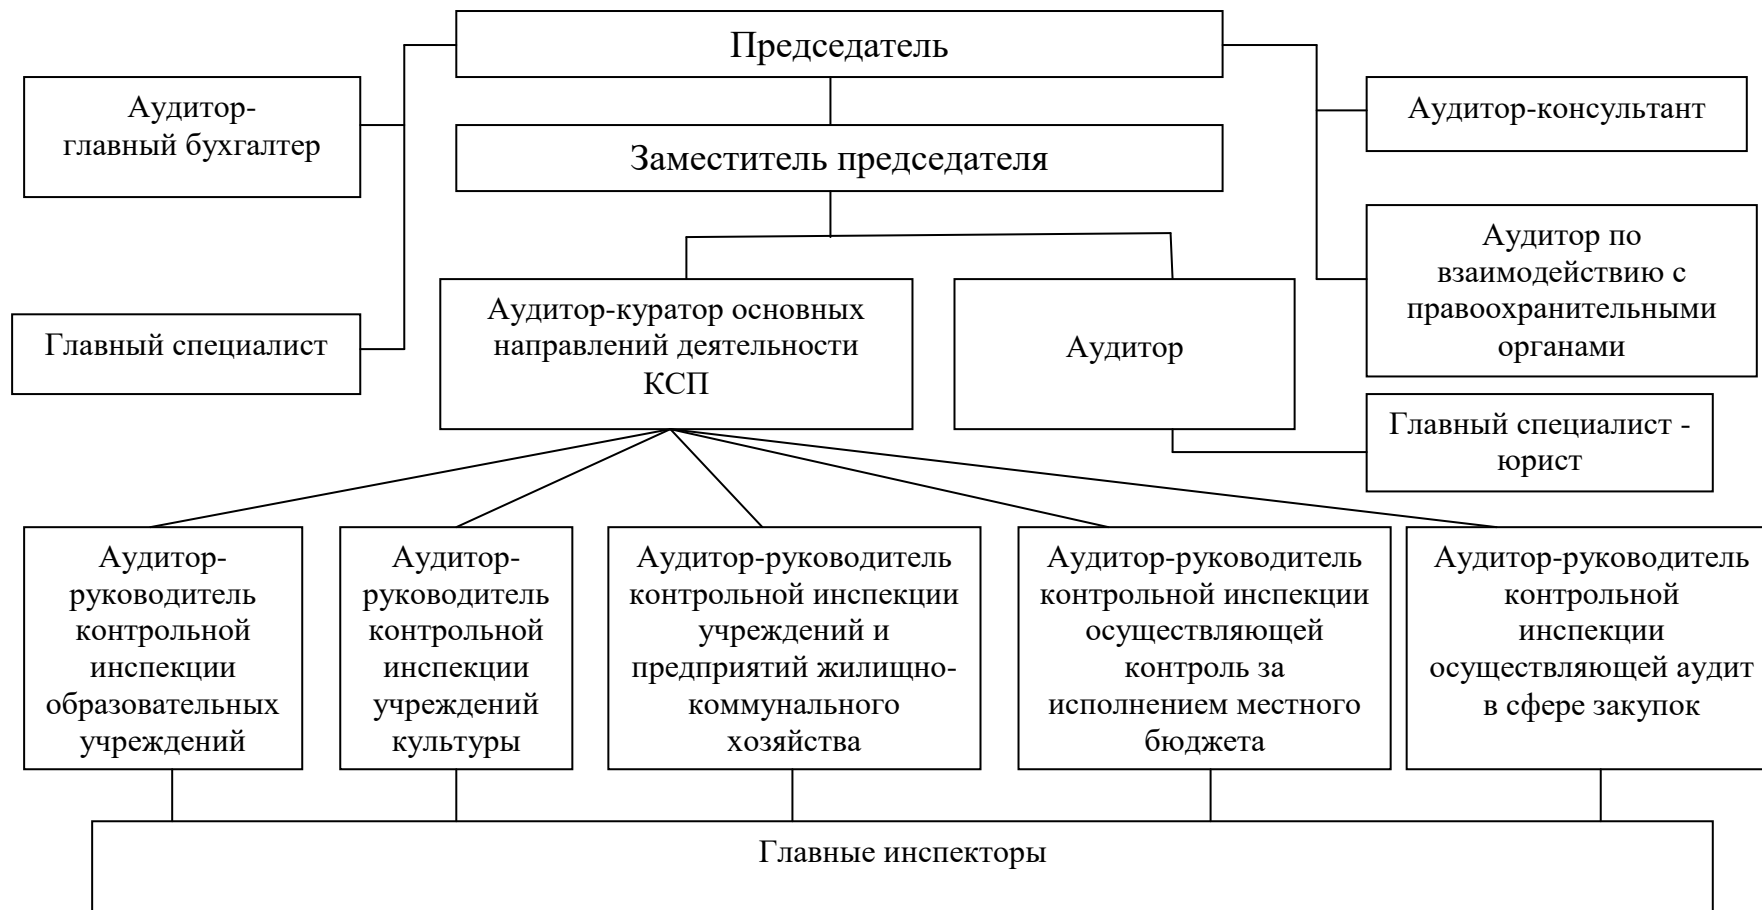 Председатель
Аудитор-
главный бухгалтер
Аудитор-консультант
Заместитель председателя
Аудитор по
взаимодействию с
правоохранительными
органами
Главный специалист
Аудитор-куратор основных
направлений деятельности
КСП
Аудитор
Главный специалист -
юрист
Аудитор-
руководитель
контрольной
инспекции
образовательных
учреждений
Аудитор-
руководитель
контрольной
инспекции
учреждений
культуры
Аудитор-руководитель
контрольной инспекции
учреждений и
предприятий жилищно-
коммунального
хозяйства
Аудитор-руководитель
контрольной инспекции
осуществляющей
контроль за
исполнением местного
бюджета
Аудитор-руководитель
контрольной
инспекции
осуществляющей аудит
в сфере закупок
Главные инспекторы